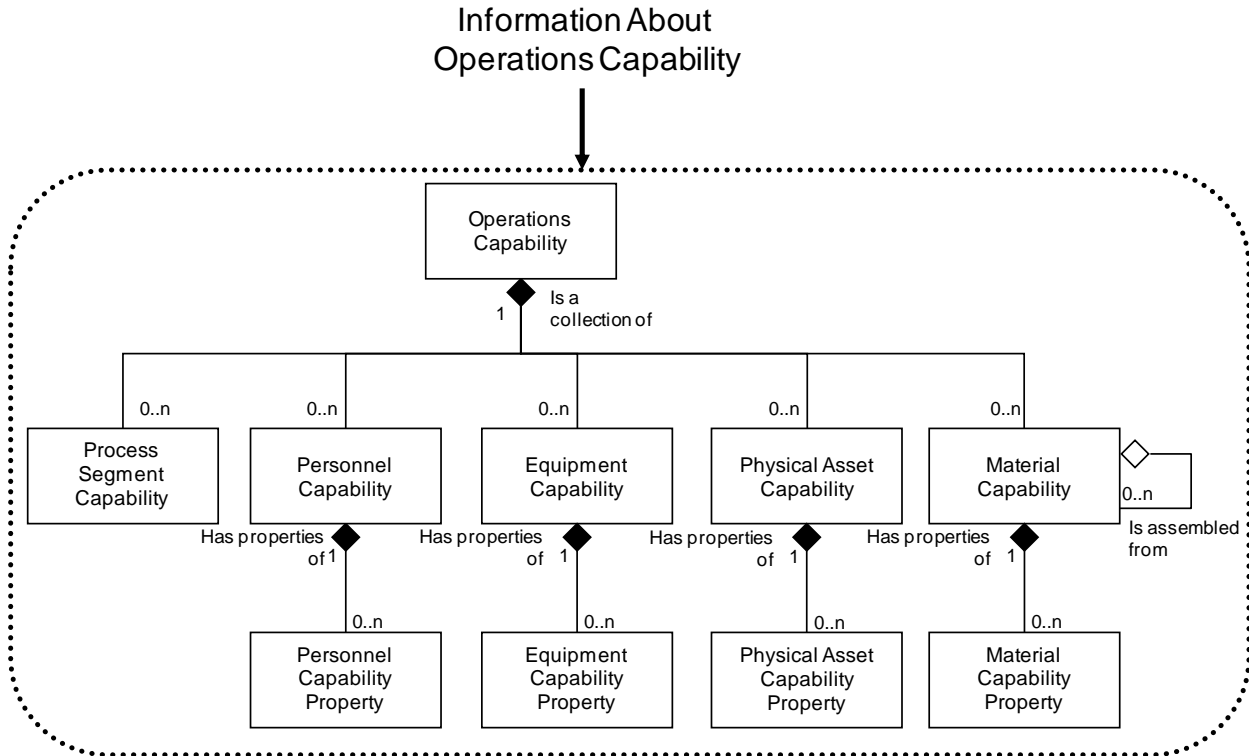 Information About
Operations Capability
Operations
Capability
1
Is a
collection of
0..n
0..n
0..n
0..n
0..n
Process
Segment
Capability
Personnel
Capability
Equipment
Capability
Physical Asset
Capability
Material
Capability
0..n
Is assembled
from
Has properties
of
1
Has properties
of
1
Has properties
of
1
Has properties
of
1
0..n
0..n
0..n
0..n
Personnel
Capability
Property
Equipment
Capability
Property
Physical Asset
Capability
Property
Material
Capability
Property